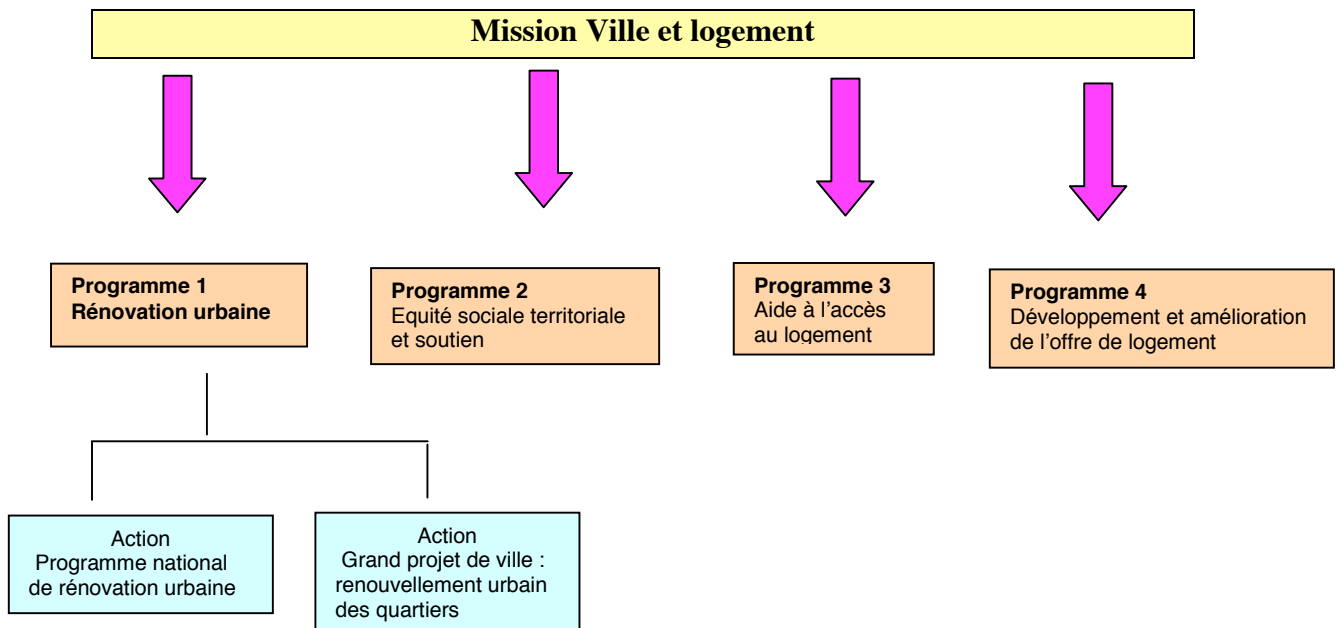 Mission Ville et logement
Programme 1
Rénovation urbaine
Programme 2
Equité sociale territoriale
et soutien
Programme 3
Aide à l’accès
au logement
Programme 4
Développement et amélioration
de l’offre de logement
Action
Programme national
de rénovation urbaine
Action
Grand projet de ville :
renouvellement urbain
des quartiers